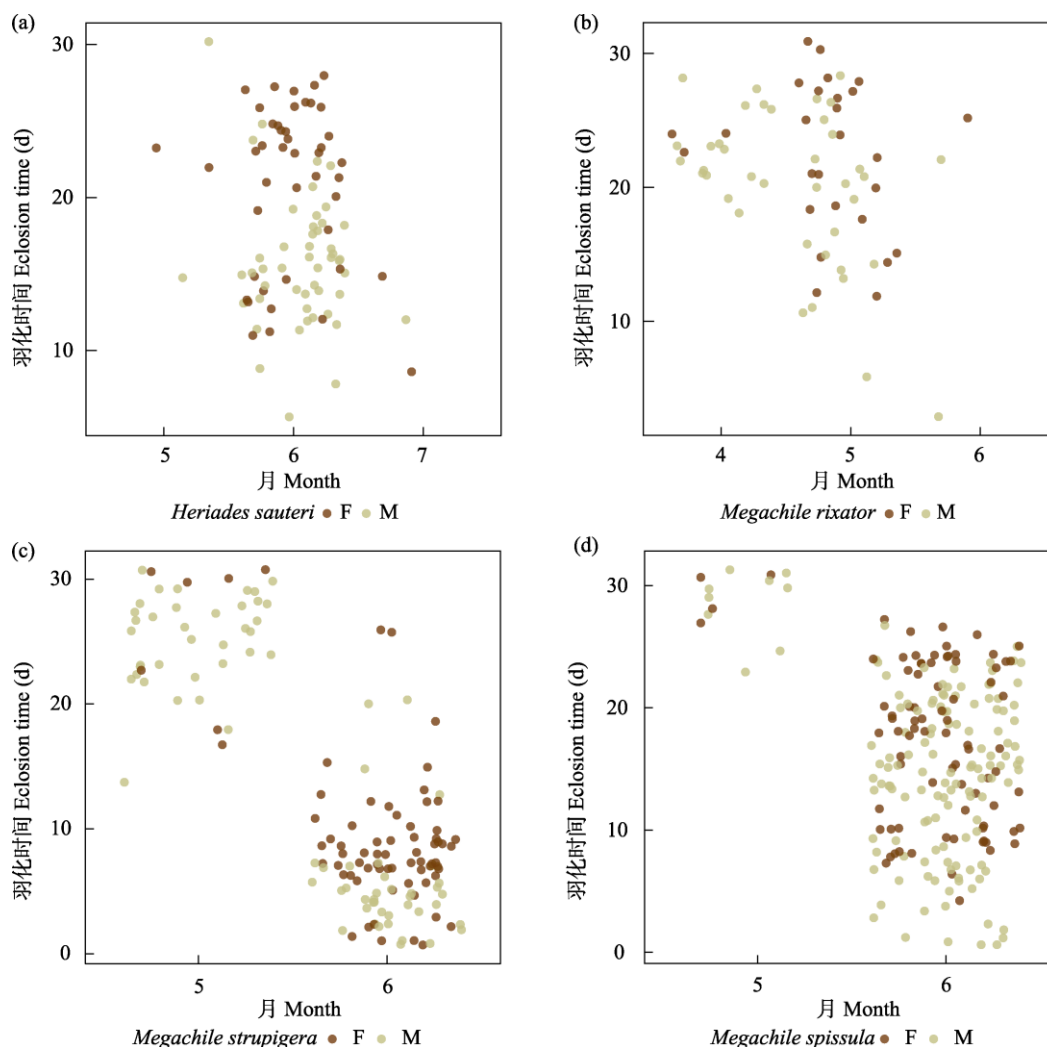 (a)
30
20
10
羽化时间 Eclosion time (d)
5 6 7
月 Month
Heriades sauteri F M
(b)
30
20
10
羽化时间 Eclosion time (d)
4 5 6
月 Month
Megachile rixator F M
(c)
30
20
10
0
羽化时间 Eclosion time (d)
5 6
月 Month
Megachile strupigera F M
(d)
30
20
10
0
羽化时间 Eclosion time (d)
5 6
月 Month
Megachile spissula F M